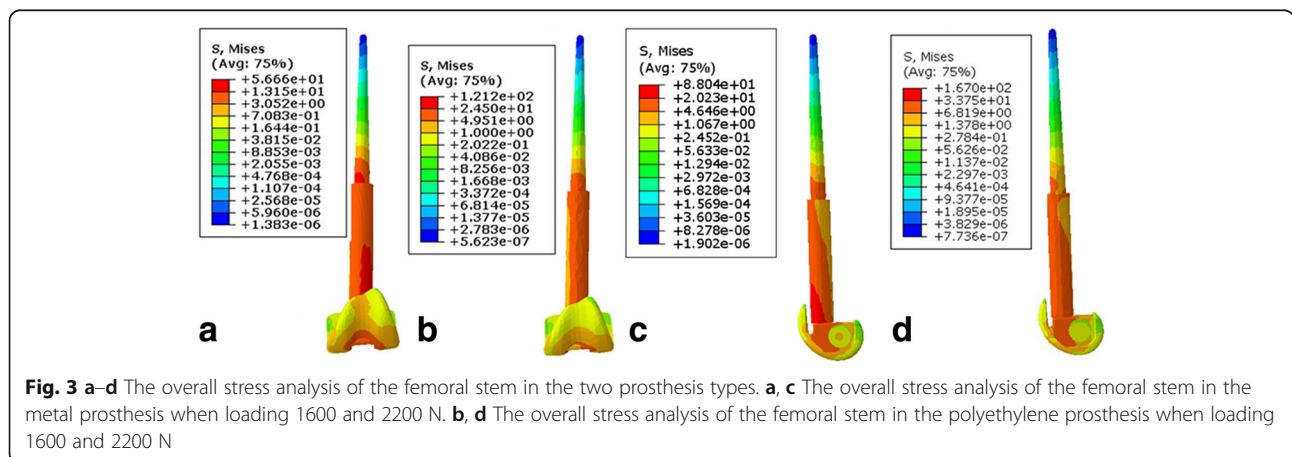 S, Mises
(Avg: 75%)
+5.666e+01
+1.315e+01
+3.052e+00
+7.083e-01
+1.644e-01
+3.815e-02
+8.853e-03
+2.055e-03
+4.768e-04
+1.107e-04
+2.568e-05
+5.960e-06
+1.383e-06
a
S, Mises
(Avg: 75%)
+1.212e+02
+2.450e+01
+4.951e+00
+1.000e+00
+2.022e-01
+4.086e-02
+8.256e-03
+1.668e-03
+3.372e-04
+6.814e-05
+1.377e-05
+2.783e-06
+5.623e-07
b
S, Mises
(Avg: 75%)
+8.804e+01
+2.023e+01
+4.646e+00
+1.067e+00
+2.452e-01
+5.633e-02
+1.294e-02
+2.972e-03
+6.828e-04
+1.569e-04
+3.605e-05
+8.278e-06
+1.902e-06
c
S, Mises
(Avg: 75%)
+1.670e+02
+3.375e+01
+6.819e+00
+1.378e+00
+2.784e-01
+5.626e-02
+1.137e-02
+2.297e-03
+4.641e-04
+9.377e-05
+1.895e-05
+3.829e-06
+7.736e-07
d
Fig. 3 a–d The overall stress analysis of the femoral stem in the two prosthesis types. a, c The overall stress analysis of the femoral stem in the
metal prosthesis when loading 1600 and 2200 N. b, d The overall stress analysis of the femoral stem in the polyethylene prosthesis when loading
1600 and 2200 N